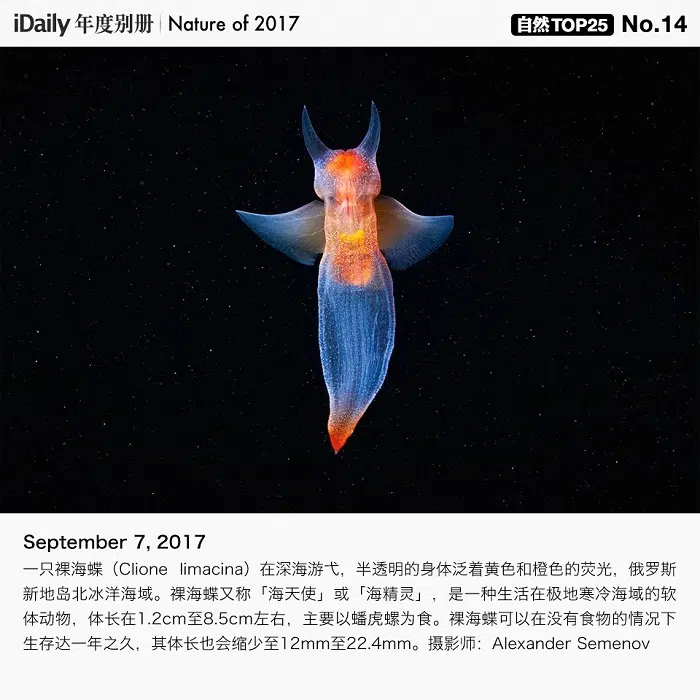 iDaily 年度别册 | Nature of 2017
自然TOP25 No.14
September 7, 2017
一只裸海蝶（Clione limacina）在深海游弋，半透明的身体泛着黄色和橙色的荧光，俄罗斯
新地岛北冰洋海域。裸海蝶又称「海天使」或「海精灵」，是一种生活在极地寒冷海域的软
体动物，体长在1.2cm至8.5cm左右，主要以蟠虎螺为食。裸海蝶可以在没有食物的情况下
生存达一年之久，其体长也会缩少至12mm至22.4mm。摄影师：Alexander Semenov